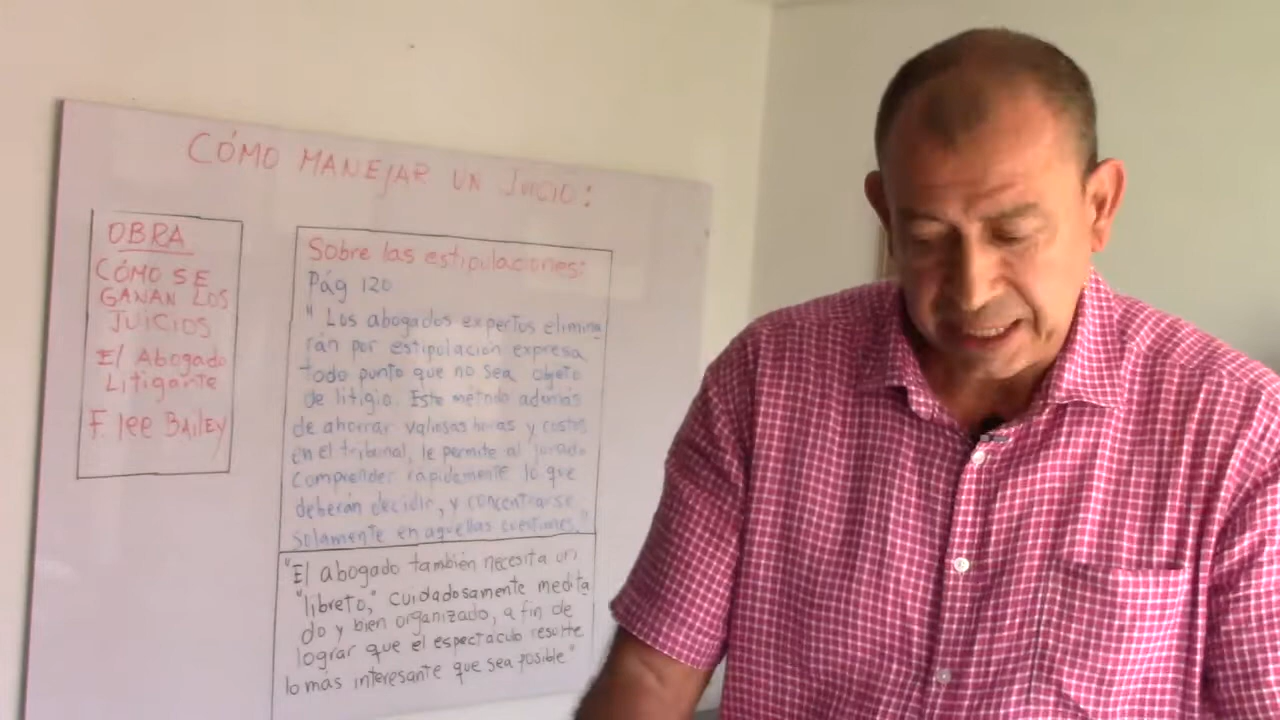 CÓMO MANEJAR UN JUICIO:
OBRA
CÓMO SE
GANAN LOS
JUICIOS
El Abogado
Litigante
F. lee BAILEY
Sobre las estipulaciones:
Pág 120
" Los abogados expertos elimina
rán por estipulación expresa
todo punto que no sea objeto
de litigio. Este método además
de ahorrar valiosas horas y costos
en el tribunal, le permite al jurado
comprender rápidamente lo que
deberán decidir, y concentrarse
solamente en aquellas cuestiones."
"El abogado también necesita un
"libreto," cuidadosamente medita
do y bien organizado, a fin de
lograr que el espectáculo resulte
lo más interesante que sea posible"